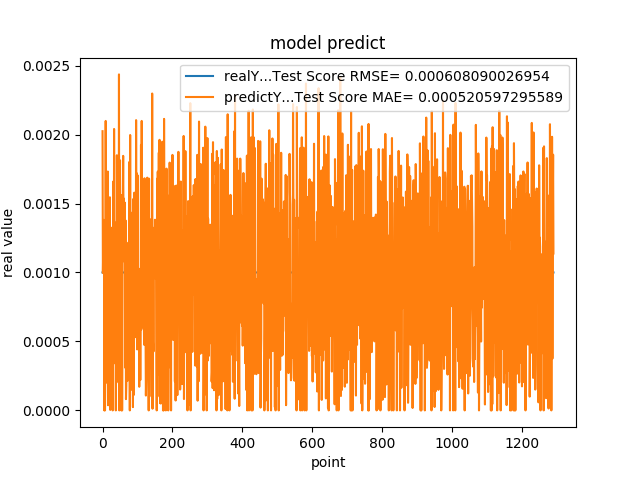 model predict
realY...Test Score RMSE= 0.000608090026954
predictY...Test Score MAE= 0.000520597295589
0.0025
0.0020
0.0015
0.0010
0.0005
0.0000
real value
0 200 400 600 800 1000 1200
point